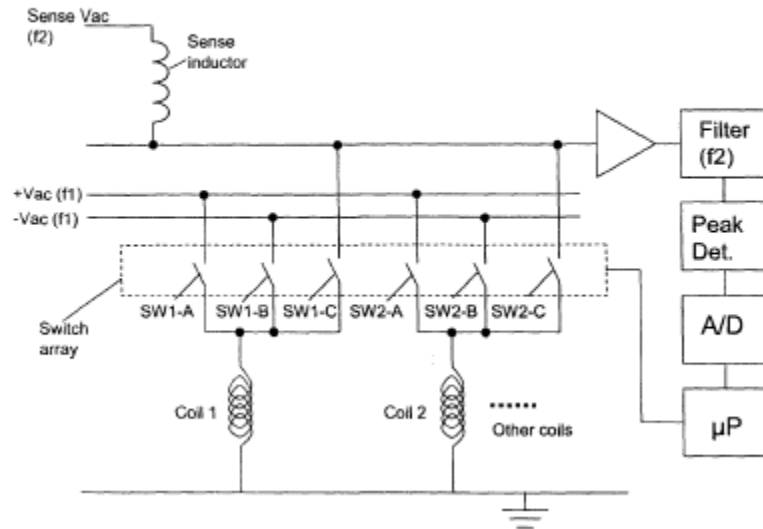 Sense Vac
(f2)
Sense
inductor
Filter
(f2)
+Vac (f1)
-Vac (f1)
Peak
Det.
SW1-A
SW1-B
SW1-C
SW2-A
SW2-B
SW2-C
Switch
array
A/D
Coil 1
Coil 2
......
Other coils
µP